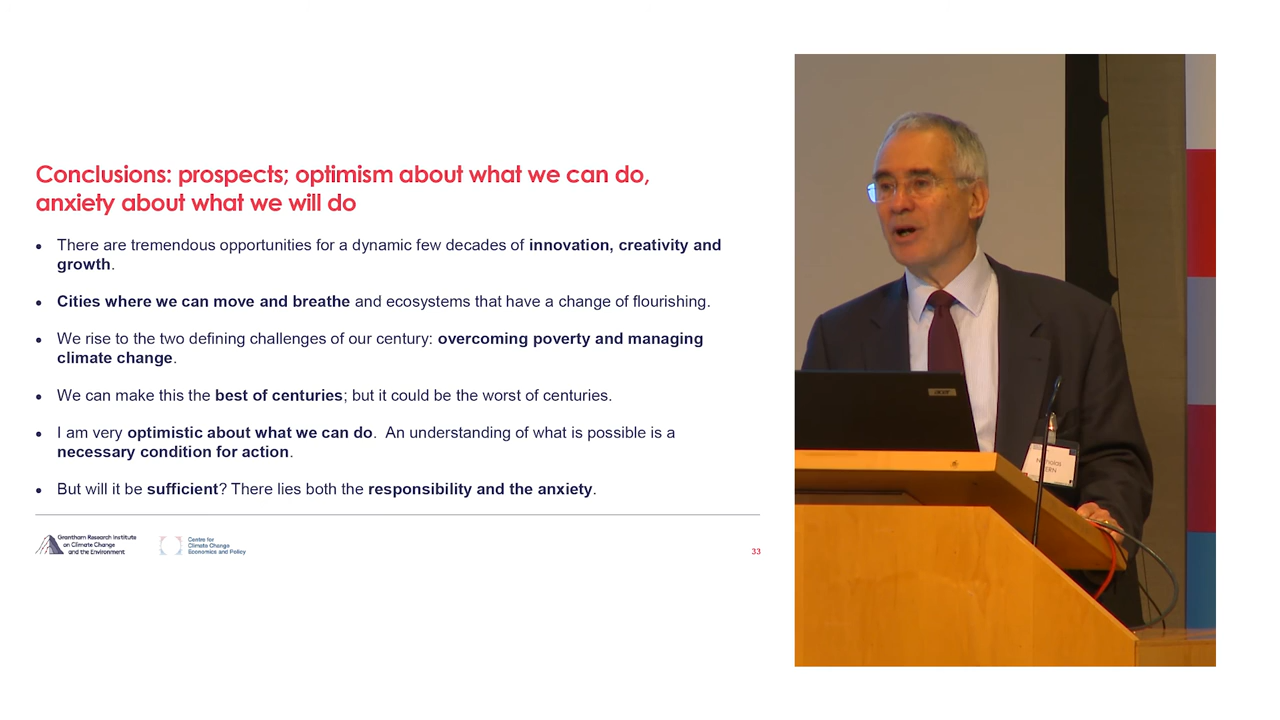 Conclusions: prospects; optimism about what we can do,
anxiety about what we will do
• There are tremendous opportunities for a dynamic few decades of innovation, creativity and
growth.
• Cities where we can move and breathe and ecosystems that have a change of flourishing.
• We rise to the two defining challenges of our century: overcoming poverty and managing
climate change.
• We can make this the best of centuries; but it could be the worst of centuries.
• I am very optimistic about what we can do. An understanding of what is possible is a
necessary condition for action.
• But will it be sufficient? There lies both the responsibility and the anxiety.
Grantham Research Institute
on Climate Change
and the Environment
Centre for
Climate Change
Economics and Policy
33
acer